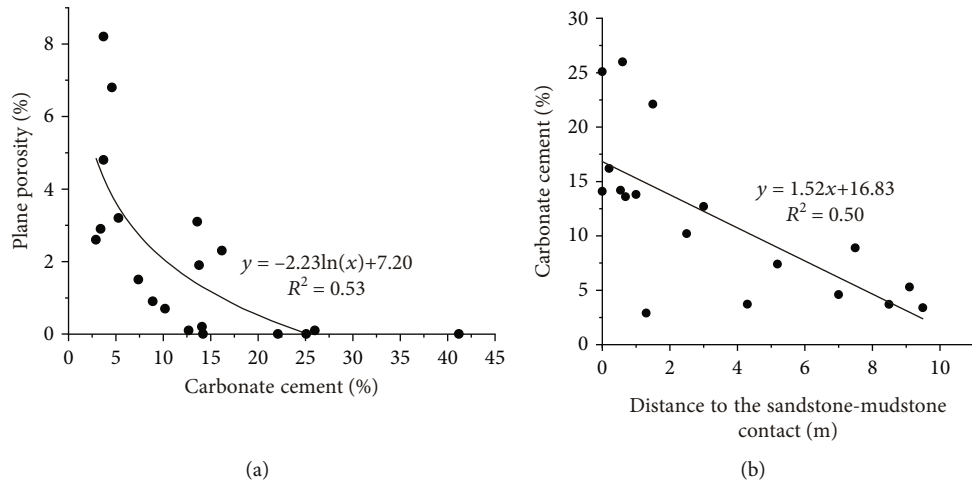 8
6
4
2
0
Plane porosity (%)
y = –2.23ln(x)+7.20
R² = 0.53
0 5 10 15 20 25 30 35 40 45
Carbonate cement (%)
(a)
30
25
20
15
10
5
0
Carbonate cement (%)
y = 1.52x+16.83
R² = 0.50
0 2 4 6 8 10
Distance to the sandstone-mudstone
contact (m)
(b)